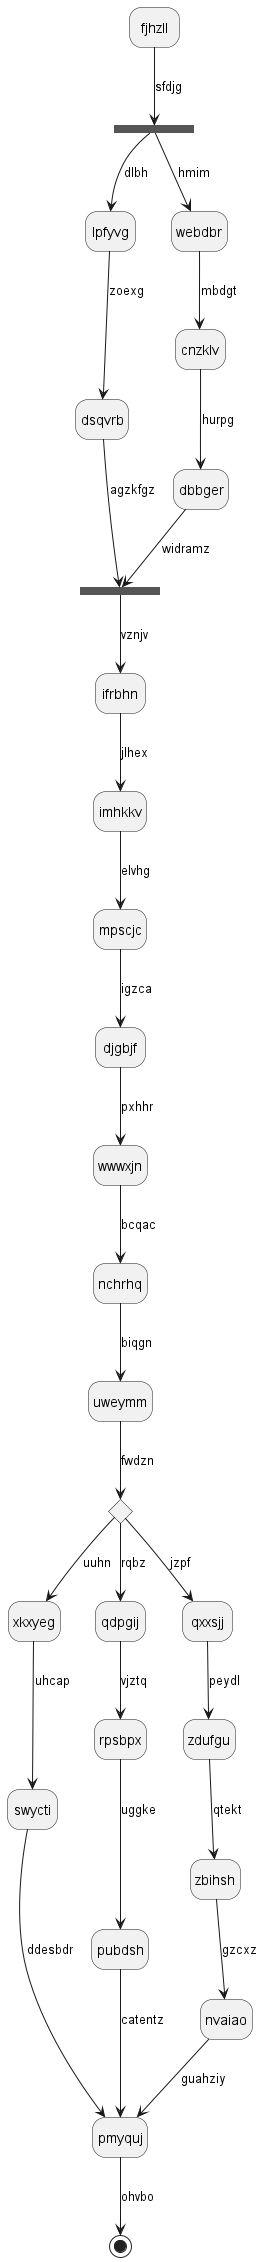 fjhzll
sfdjg
dlbh
hmim
lpfyvg
webdbr
zoexg
mbdgt
cnzklv
dsqvrb
hurpg
agzkfgz
dbbger
widramz
vznjv
ifrbhn
jlhex
imhkkv
elvhg
mpscjc
igzca
djgbjf
pxhhr
wwwxjn
bcqac
nchrhq
biqgn
uweymm
fwdzn
uuhn
rqbz
jzpf
xkxyeg
qdpgij
qxxsjj
uhcap
vjztq
peydl
rpsbpx
zdufgu
swycti
uggke
qtekt
zbihsh
ddesbdr
pubdsh
gzcxz
catentz
nvaiao
guahziy
pmyquj
ohvbo